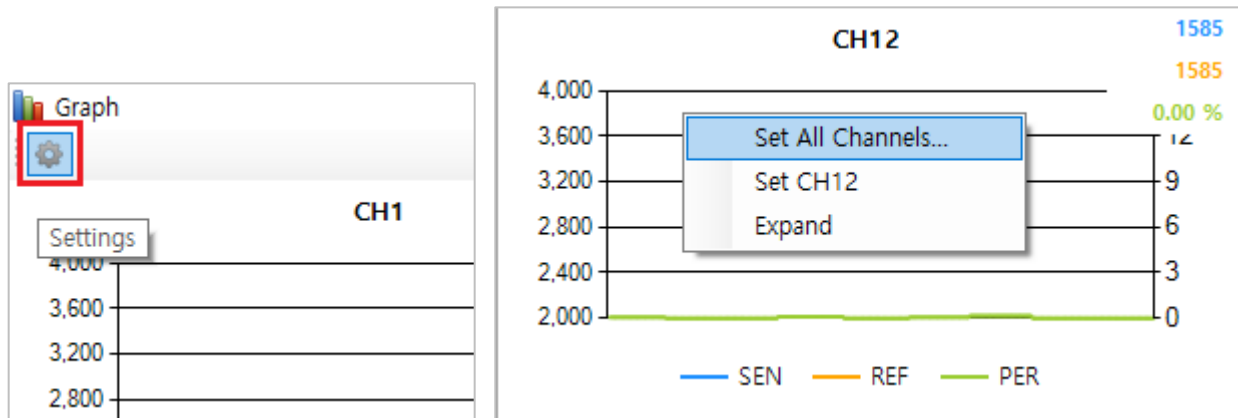 Graph
CH1
Settings
4,000
3,600
3,200
2,800
CH12
1585
1585
0.00 %
4,000
3,600
3,200
2,800
2,400
2,000
Set All Channels...
Set CH12
Expand
12
9
6
3
0
SEN REF PER